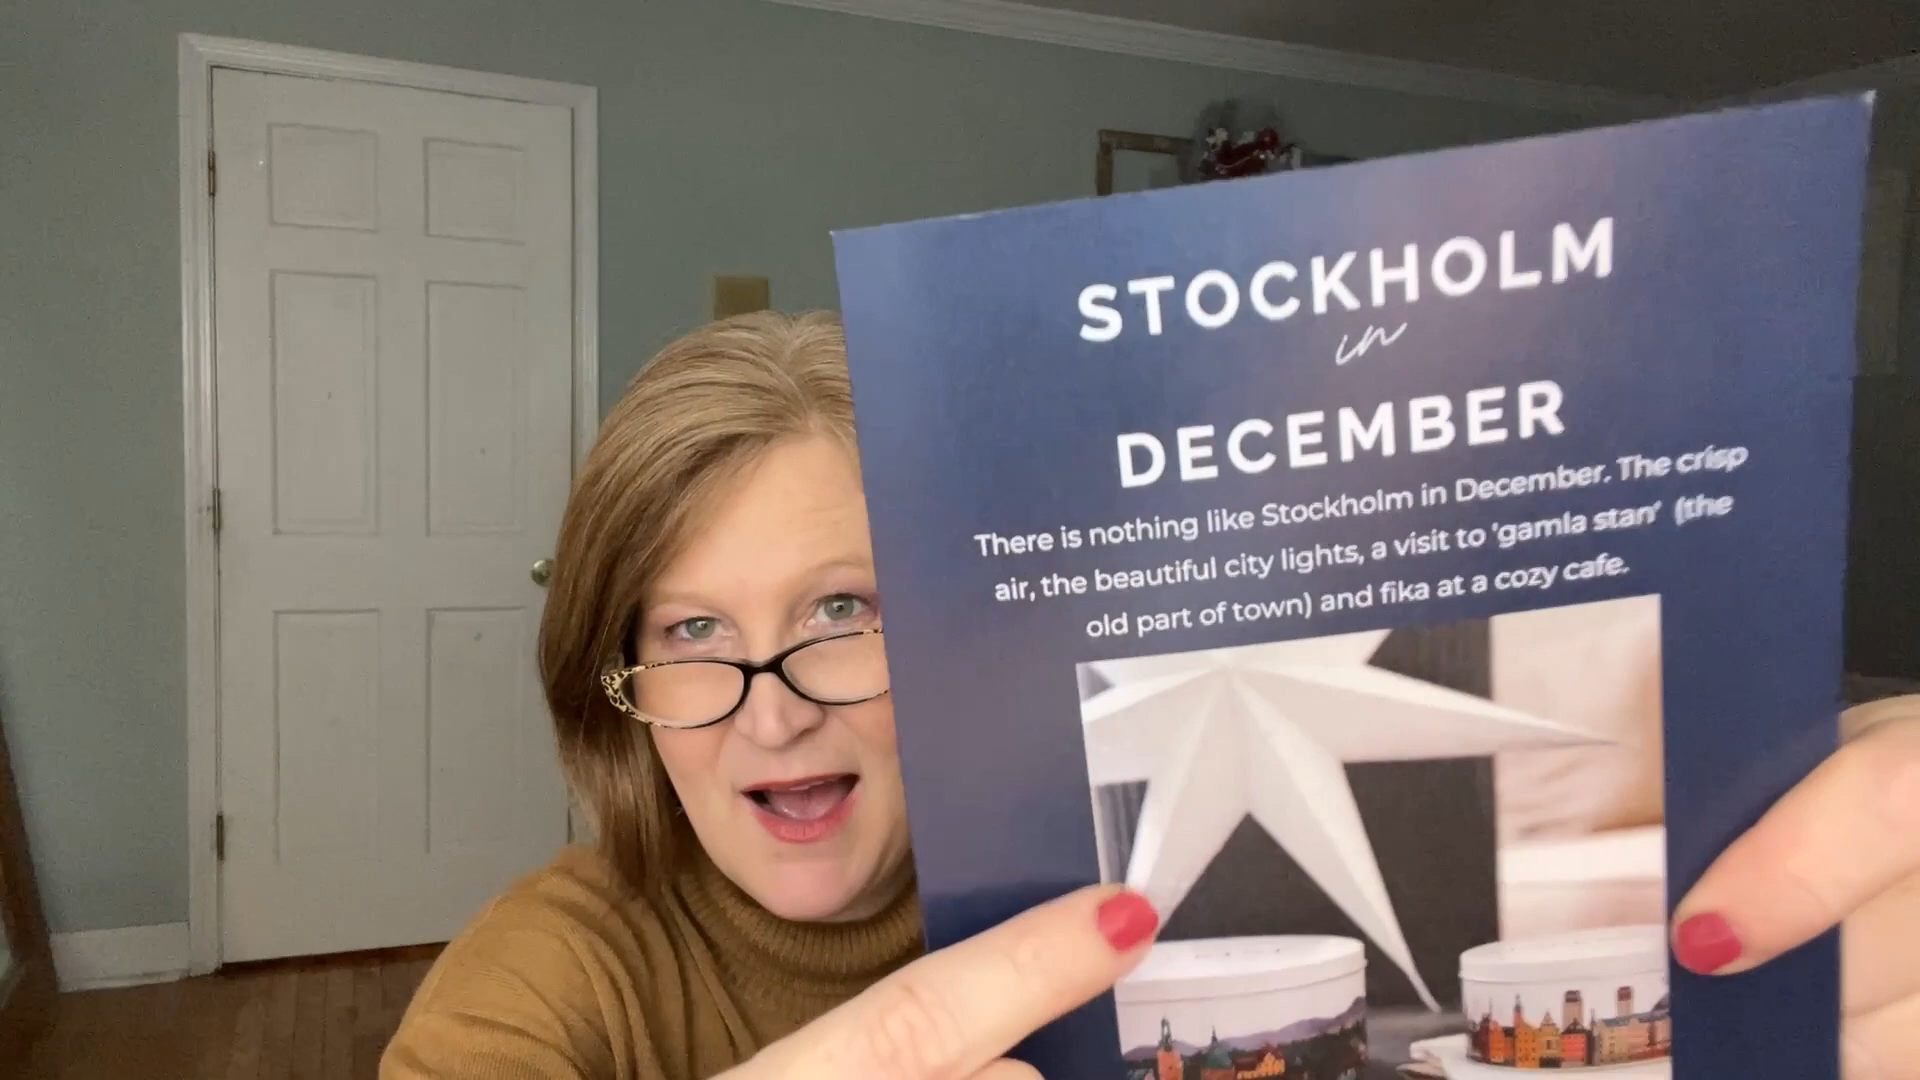 STOCKHOLM
in
DECEMBER
There is nothing like Stockholm in December. The crisp
air, the beautiful city lights, a visit to 'gamla stan' (the
old part of town) and fika at a cozy cafe.